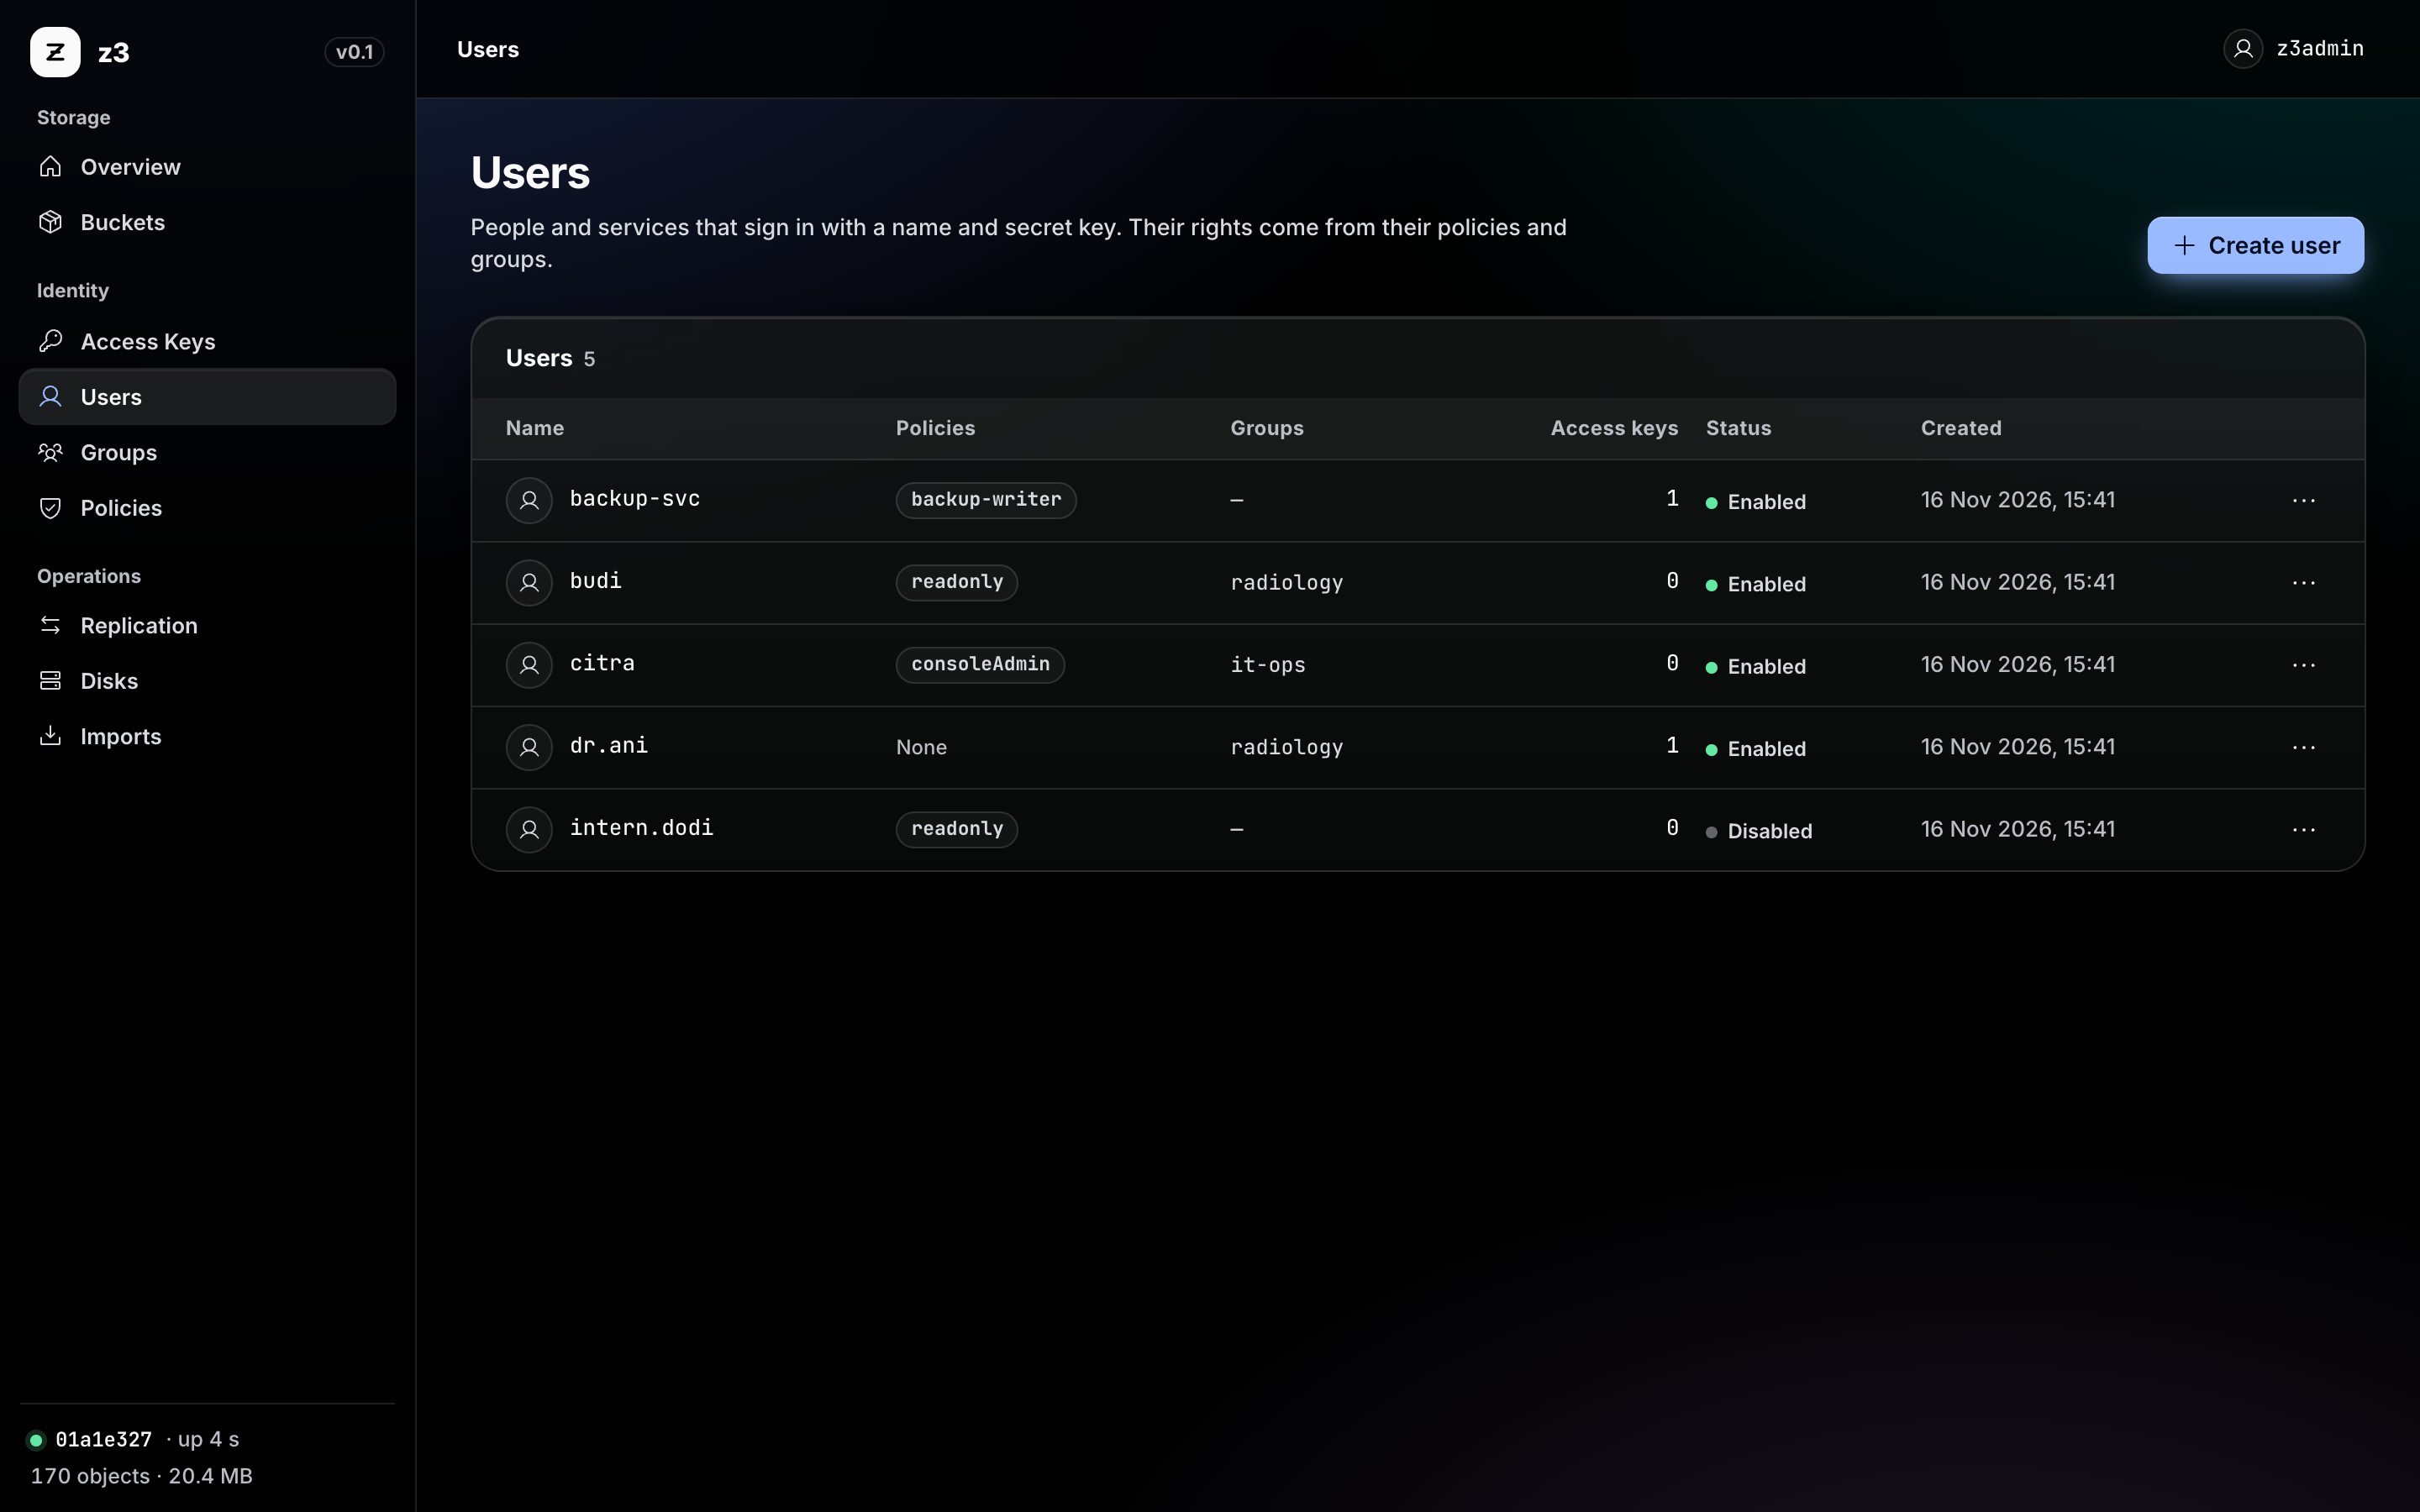 z3
v0.1
Storage
Overview
Buckets
Identity
Access Keys
Users
Groups
Policies
Operations
Replication
Disks
Imports
01a1e327 · up 4 s
170 objects · 20.4 MB
Users
z3admin
Users
People and services that sign in with a name and secret key. Their rights come from their policies and
groups.
+ Create user
Users 5
Name Policies Groups Access keys Status Created
backup-svc backup-writer – 1 Enabled 16 Nov 2026, 15:41 ···
budi readonly radiology 0 Enabled 16 Nov 2026, 15:41 ···
citra consoleAdmin it-ops 0 Enabled 16 Nov 2026, 15:41 ···
dr.ani None radiology 1 Enabled 16 Nov 2026, 15:41 ···
intern.dodi readonly – 0 Disabled 16 Nov 2026, 15:41 ···